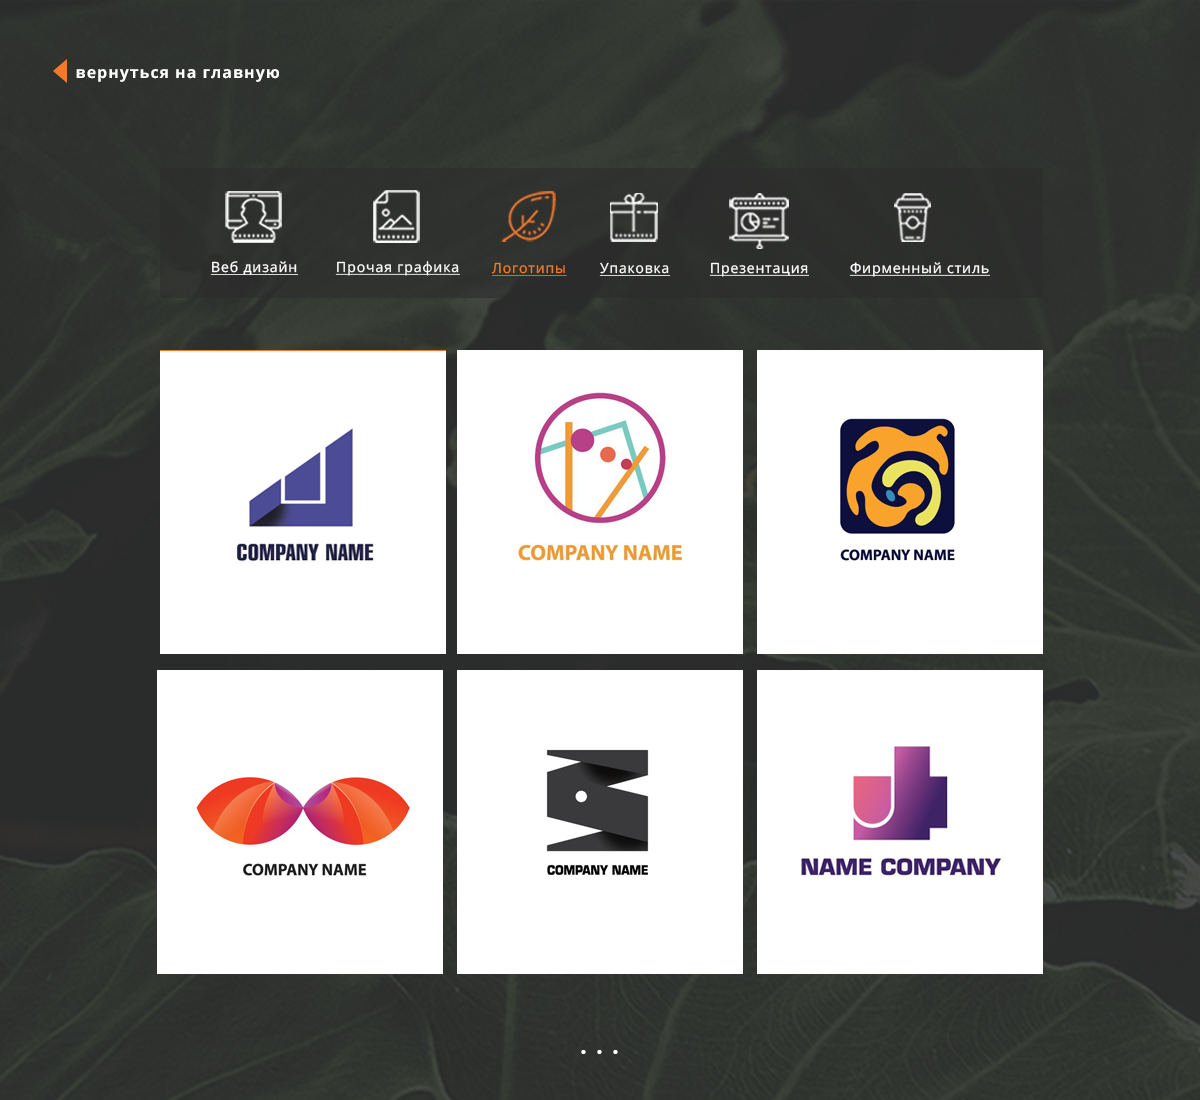 вернуться на главную
Веб дизайн
Прочая графика
Логотипы
Упаковка
Презентация
Фирменный стиль
COMPANY NAME
COMPANY NAME
COMPANY NAME
COMPANY NAME
COMPANY NAME
NAME COMPANY
. . .